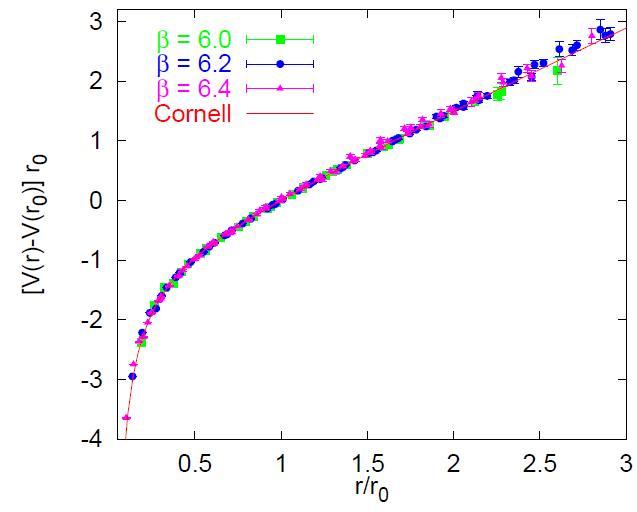 3
2
1
0
-1
-2
-3
-4
[V(r)-V(r₀)] r₀
β = 6.0
β = 6.2
β = 6.4
Cornell
0.5 1 1.5 2 2.5 3
r/r₀